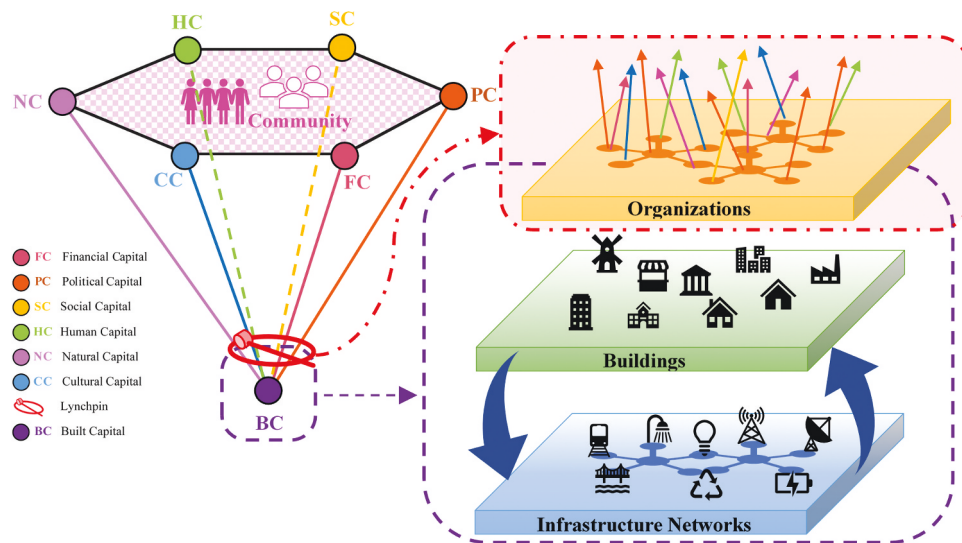 HC
SC
NC
PC
Community
CC
FC
Organizations
FC Financial Capital
PC Political Capital
SC Social Capital
HC Human Capital
NC Natural Capital
CC Cultural Capital
Lynchpin
BC Built Capital
BC
Buildings
Infrastructure Networks